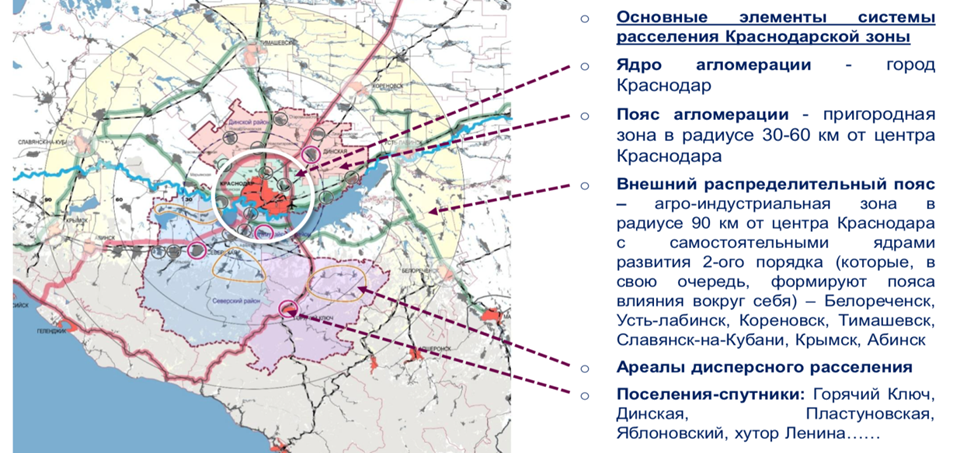 Основные элементы системы
расселения Краснодарской зоны
Ядро агломерации - город
Краснодар
Пояс агломерации - пригородная
зона в радиусе 30-60 км от центра
Краснодара
Внешний распределительный пояс
– агро-индустриальная зона в
радиусе 90 км от центра Краснодара
с самостоятельными ядрами
развития 2-ого порядка (которые, в
свою очередь, формируют пояса
влияния вокруг себя) – Белореченск,
Усть-лабинск, Кореновск, Тимашевск,
Славянск-на-Кубани, Крымск, Абинск
Ареалы дисперсного расселения
Поселения-спутники: Горячий Ключ,
Динская, Пластуновская,
Яблоновский, хутор Ленина……
ТИМАШЕВСК
КОРЕНОВСК
СЛАВЯНСК-НА-КУБ
Динской район
ДИНСКАЯ
КРАСНОДАР
90
60
30
КРЫМСК
Северский район
ГЕЛЕНДЖИК